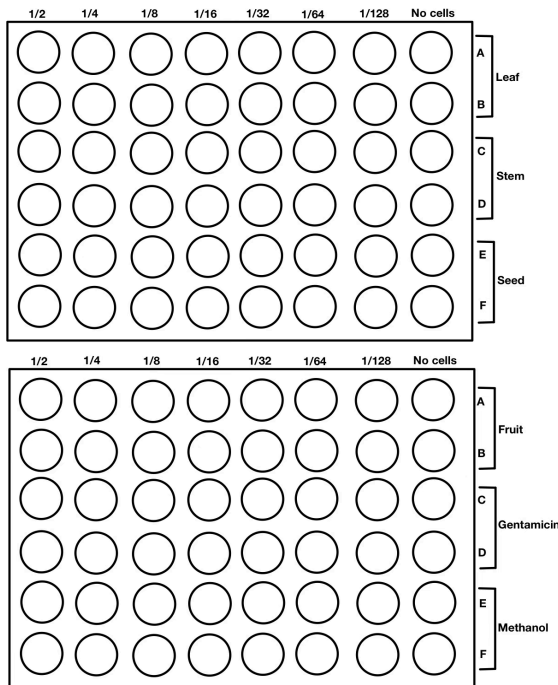 1/2 1/4 1/8 1/16 1/32 1/64 1/128 No cells
A
Leaf
B
C
Stem
D
E
Seed
F
1/2 1/4 1/8 1/16 1/32 1/64 1/128 No cells
A
Fruit
B
C
Gentamicin
D
E
Methanol
F